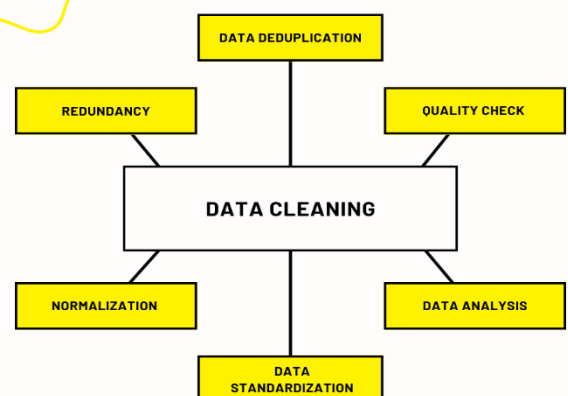 DATA DEDUPLICATION
REDUNDANCY
QUALITY CHECK
DATA CLEANING
NORMALIZATION
DATA ANALYSIS
DATA
STANDARDIZATION